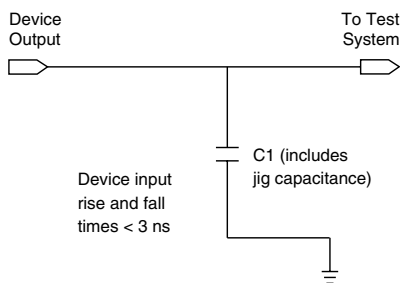 Device
Output
To Test
System
C1 (includes
jig capacitance)
Device input
rise and fall
times < 3 ns